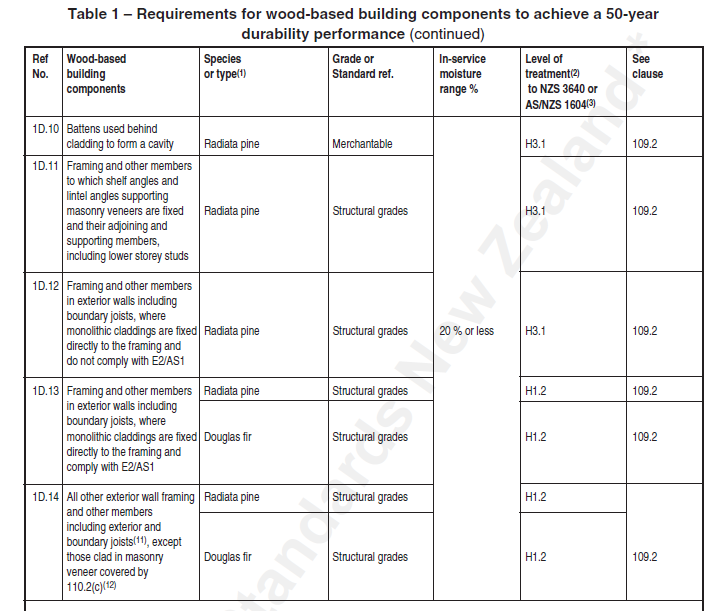 Table 1 – Requirements for wood-based building components to achieve a 50-year
durability performance (continued)
Ref No. | Wood-based building components | Species or type(1) | Grade or Standard ref. | In-service moisture range % | Level of treatment(2) to NZS 3640 or AS/NZS 1604(3) | See clause
1D.10 Battens used behind
cladding to form a cavity Radiata pine Merchantable H3.1 109.2
1D.11 Framing and other members
to which shelf angles and
lintel angles supporting
masonry veneers are fixed Radiata pine Structural grades H3.1 109.2
and their adjoining and
supporting members,
including lower storey studs
1D.12 Framing and other members
in exterior walls including
boundary joists, where
monolithic claddings are fixed Radiata pine Structural grades 20 % or less H3.1 109.2
directly to the framing and
do not comply with E2/AS1
1D.13 Framing and other members Radiata pine Structural grades H1.2 109.2
in exterior walls including
boundary joists, where
monolithic claddings are fixed Douglas fir Structural grades H1.2 109.2
directly to the framing and
comply with E2/AS1
1D.14 All other exterior wall framing Radiata pine Structural grades H1.2
and other members
including exterior and
boundary joists(11), except
those clad in masonry Douglas fir Structural grades H1.2 109.2
veneer covered by
110.2(c)(12)
Standards New Zealand *